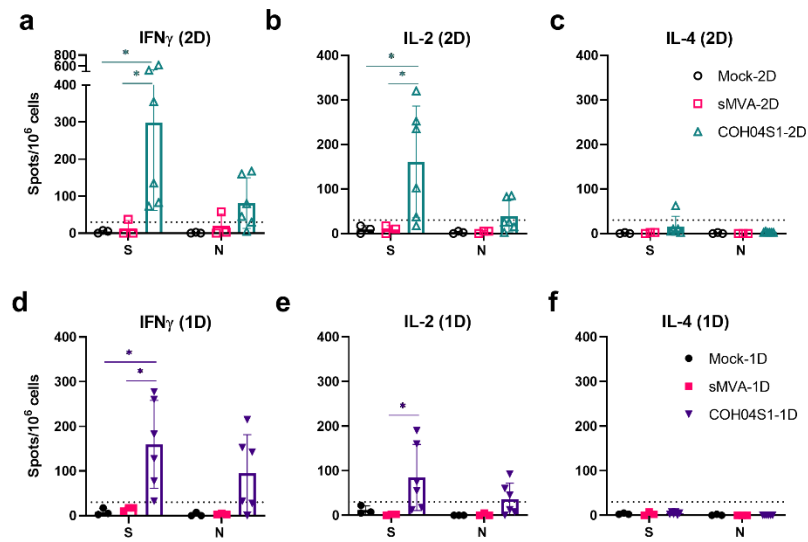 a
IFNγ (2D)
Spots/10⁶ cells
800
600
400
400
300
200
100
0
*
*
S
N
b
IL-2 (2D)
400
300
200
100
0
*
*
S
N
c
IL-4 (2D)
400
300
200
100
0
Mock-2D
sMVA-2D
COH04S1-2D
S
N
d
IFNγ (1D)
Spots/10⁶ cells
400
300
200
100
0
*
*
S
N
e
IL-2 (1D)
400
300
200
100
0
*
S
N
f
IL-4 (1D)
400
300
200
100
0
Mock-1D
sMVA-1D
COH04S1-1D
S
N